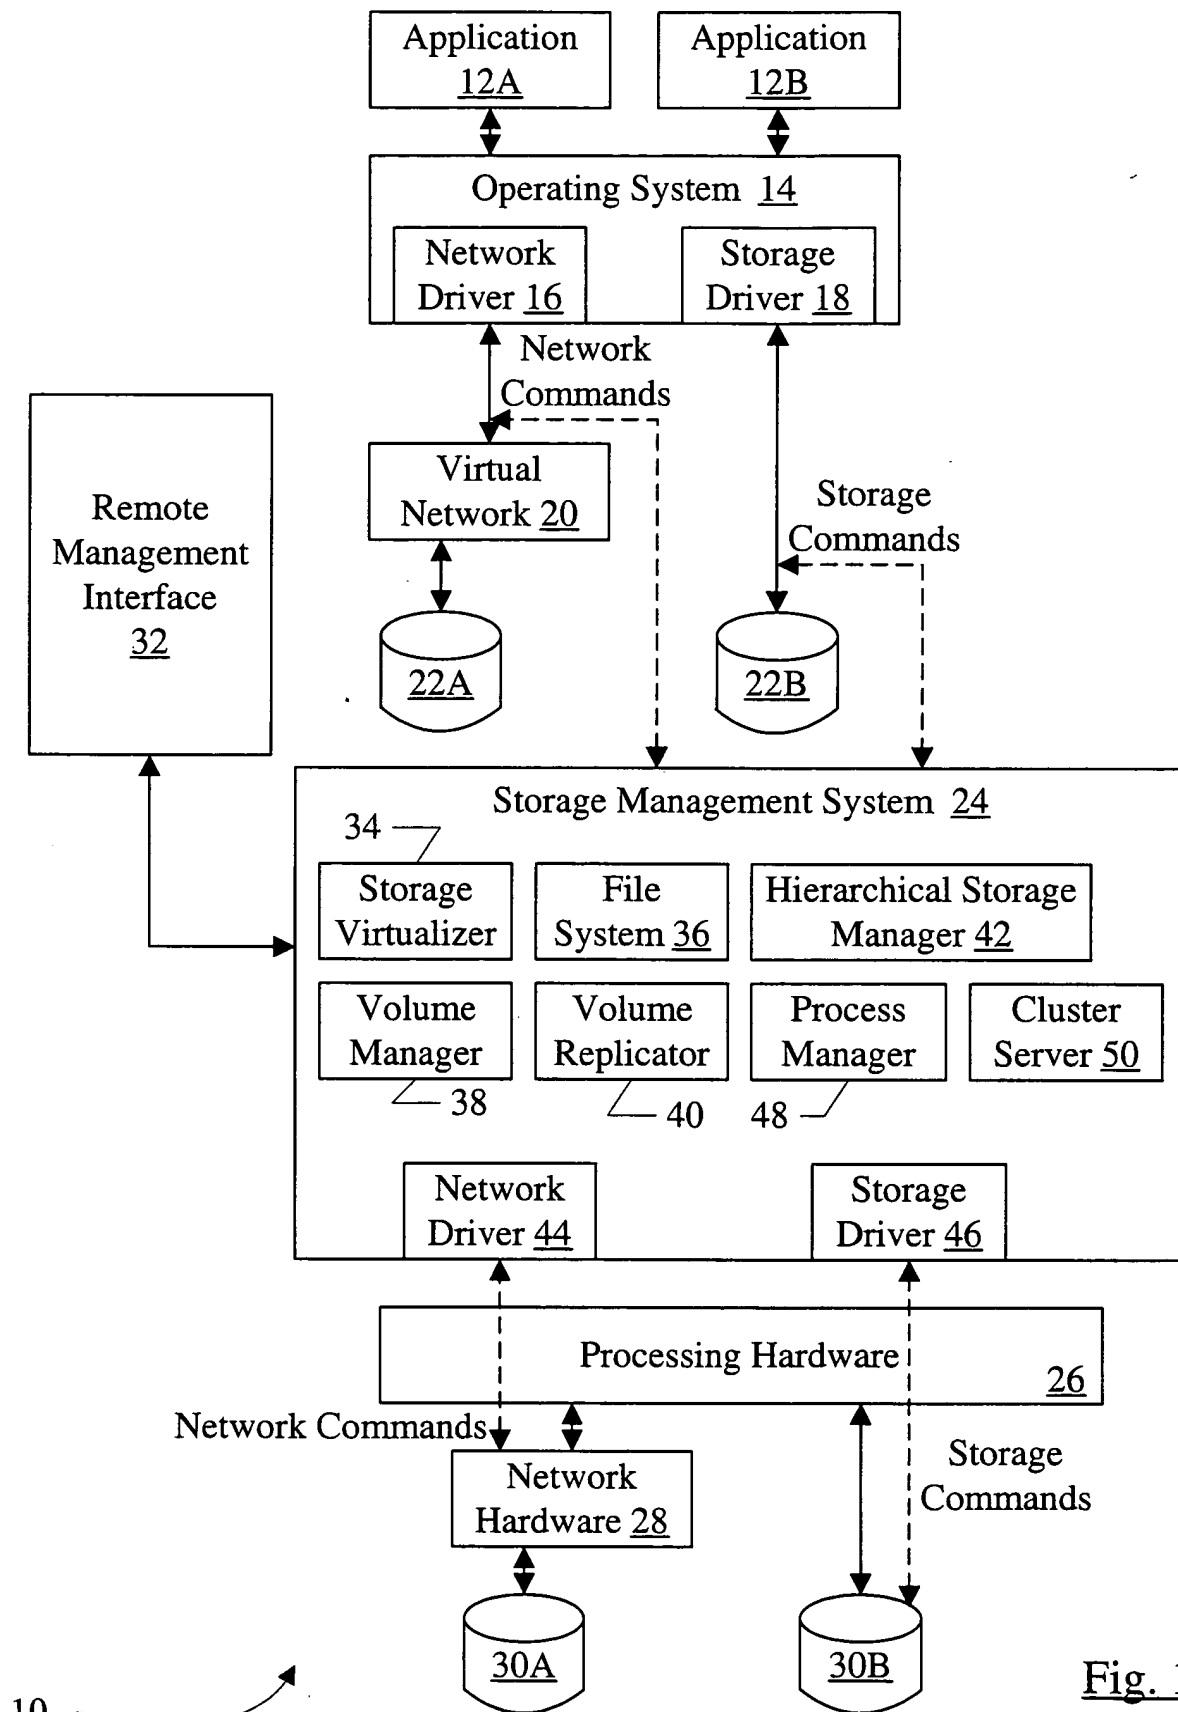 Application
12A
Application
12B
Operating System 14
Network
Driver 16
Storage
Driver 18
Network
Commands
Virtual
Network 20
Storage
Commands
Remote
Management
Interface
32
22A
22B
Storage Management System 24
34
Storage
Virtualizer
File
System 36
Hierarchical Storage
Manager 42
Volume
Manager
Volume
Replicator
Process
Manager
Cluster
Server 50
38
40
48
Network
Driver 44
Storage
Driver 46
Processing Hardware
26
Network Commands
Network
Hardware 28
Storage
Commands
30A
30B
Fig.
10